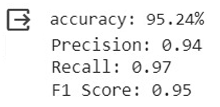 accuracy: 95.24%
Precision: 0.94
Recall: 0.97
F1 Score: 0.95